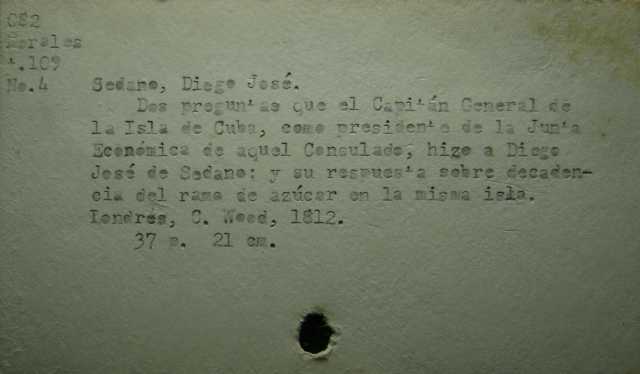 C82
Morales
t.109
No.4 Sedano, Diego José.
Dos preguntas que el Capitán General de
la Isla de Cuba, como presidente de la Junta
Económica de aquel Consulado, hizo a Diego
José de Sedano: y su respuesta sobre decaden-
cia del ramo de azúcar en la misma isla.
Londres, C. Wood, 1812.
37 p. 21 cm.